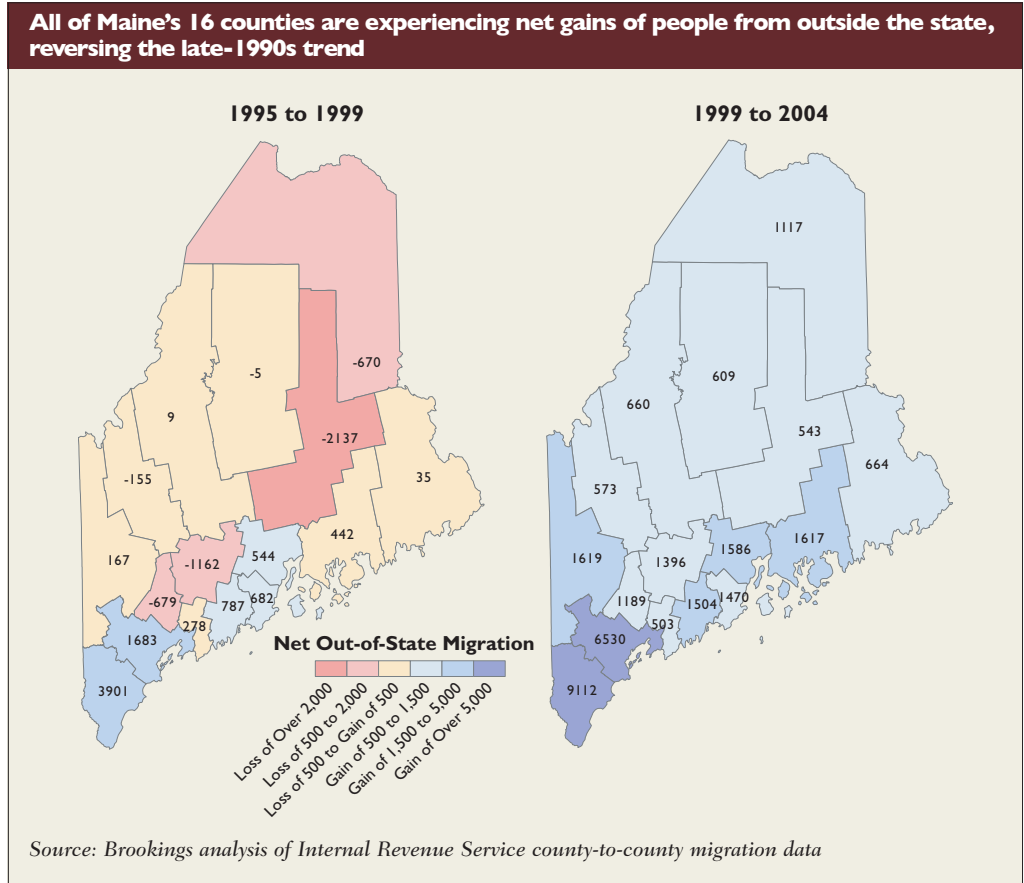 All of Maine's 16 counties are experiencing net gains of people from outside the state,
reversing the late-1990s trend
1995 to 1999
-670
-5
9
-2137
-155
35
442
167
544
-1162
-679
787
682
278
1683
3901
1999 to 2004
1117
609
660
543
664
573
1617
1619
1586
1396
1189
1504
1470
503
6530
9112
Net Out-of-State Migration
Loss of Over 2,000
Loss of 500 to 2,000
Loss of 500 to Gain of 500
Gain of 500 to 1,500
Gain of 1,500 to 5,000
Gain of Over 5,000
Source: Brookings analysis of Internal Revenue Service county-to-county migration data